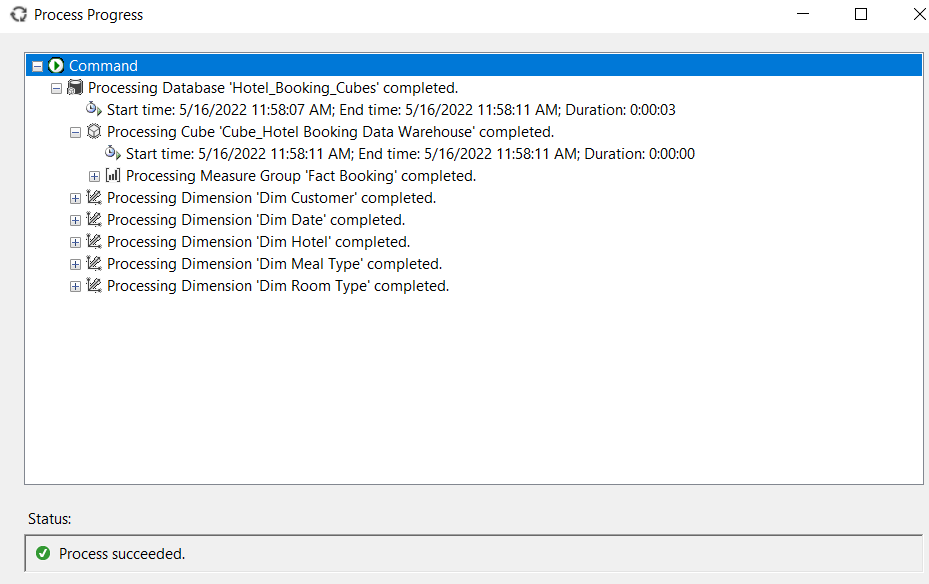 Process Progress
Command
Processing Database 'Hotel_Booking_Cubes' completed.
Start time: 5/16/2022 11:58:07 AM; End time: 5/16/2022 11:58:11 AM; Duration: 0:00:03
Processing Cube 'Cube_Hotel Booking Data Warehouse' completed.
Start time: 5/16/2022 11:58:11 AM; End time: 5/16/2022 11:58:11 AM; Duration: 0:00:00
Processing Measure Group 'Fact Booking' completed.
Processing Dimension 'Dim Customer' completed.
Processing Dimension 'Dim Date' completed.
Processing Dimension 'Dim Hotel' completed.
Processing Dimension 'Dim Meal Type' completed.
Processing Dimension 'Dim Room Type' completed.
Status:
Process succeeded.